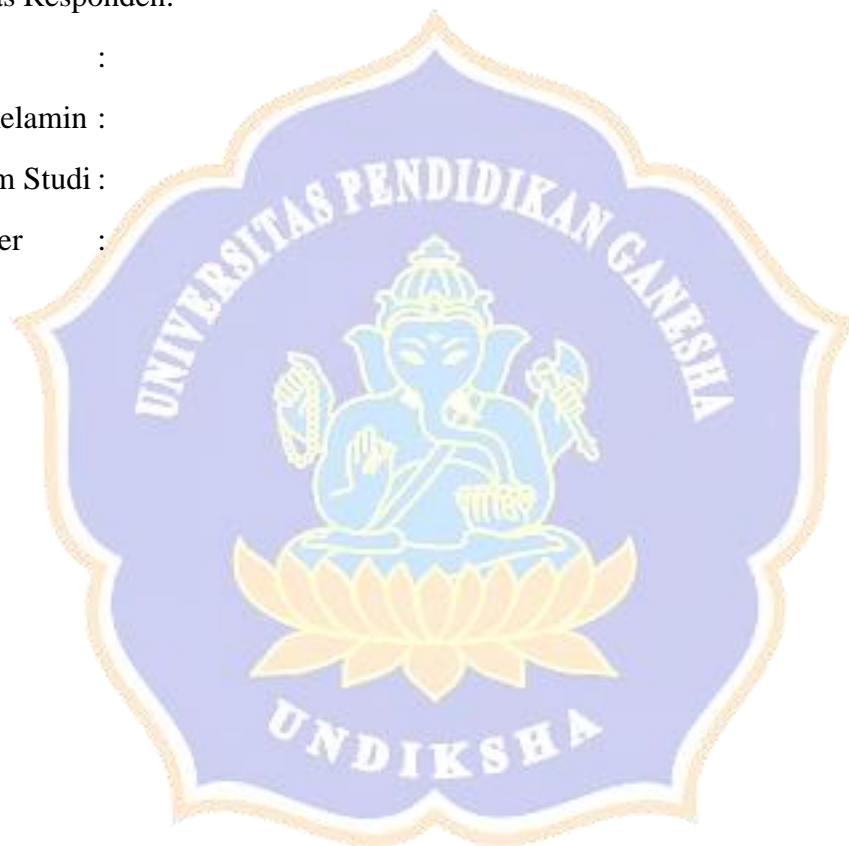 as Responden:
:
elamin :
m Studi :
er :
UNIVERSITAS PENDIDIKAN GANESHA
UNDIKSHA